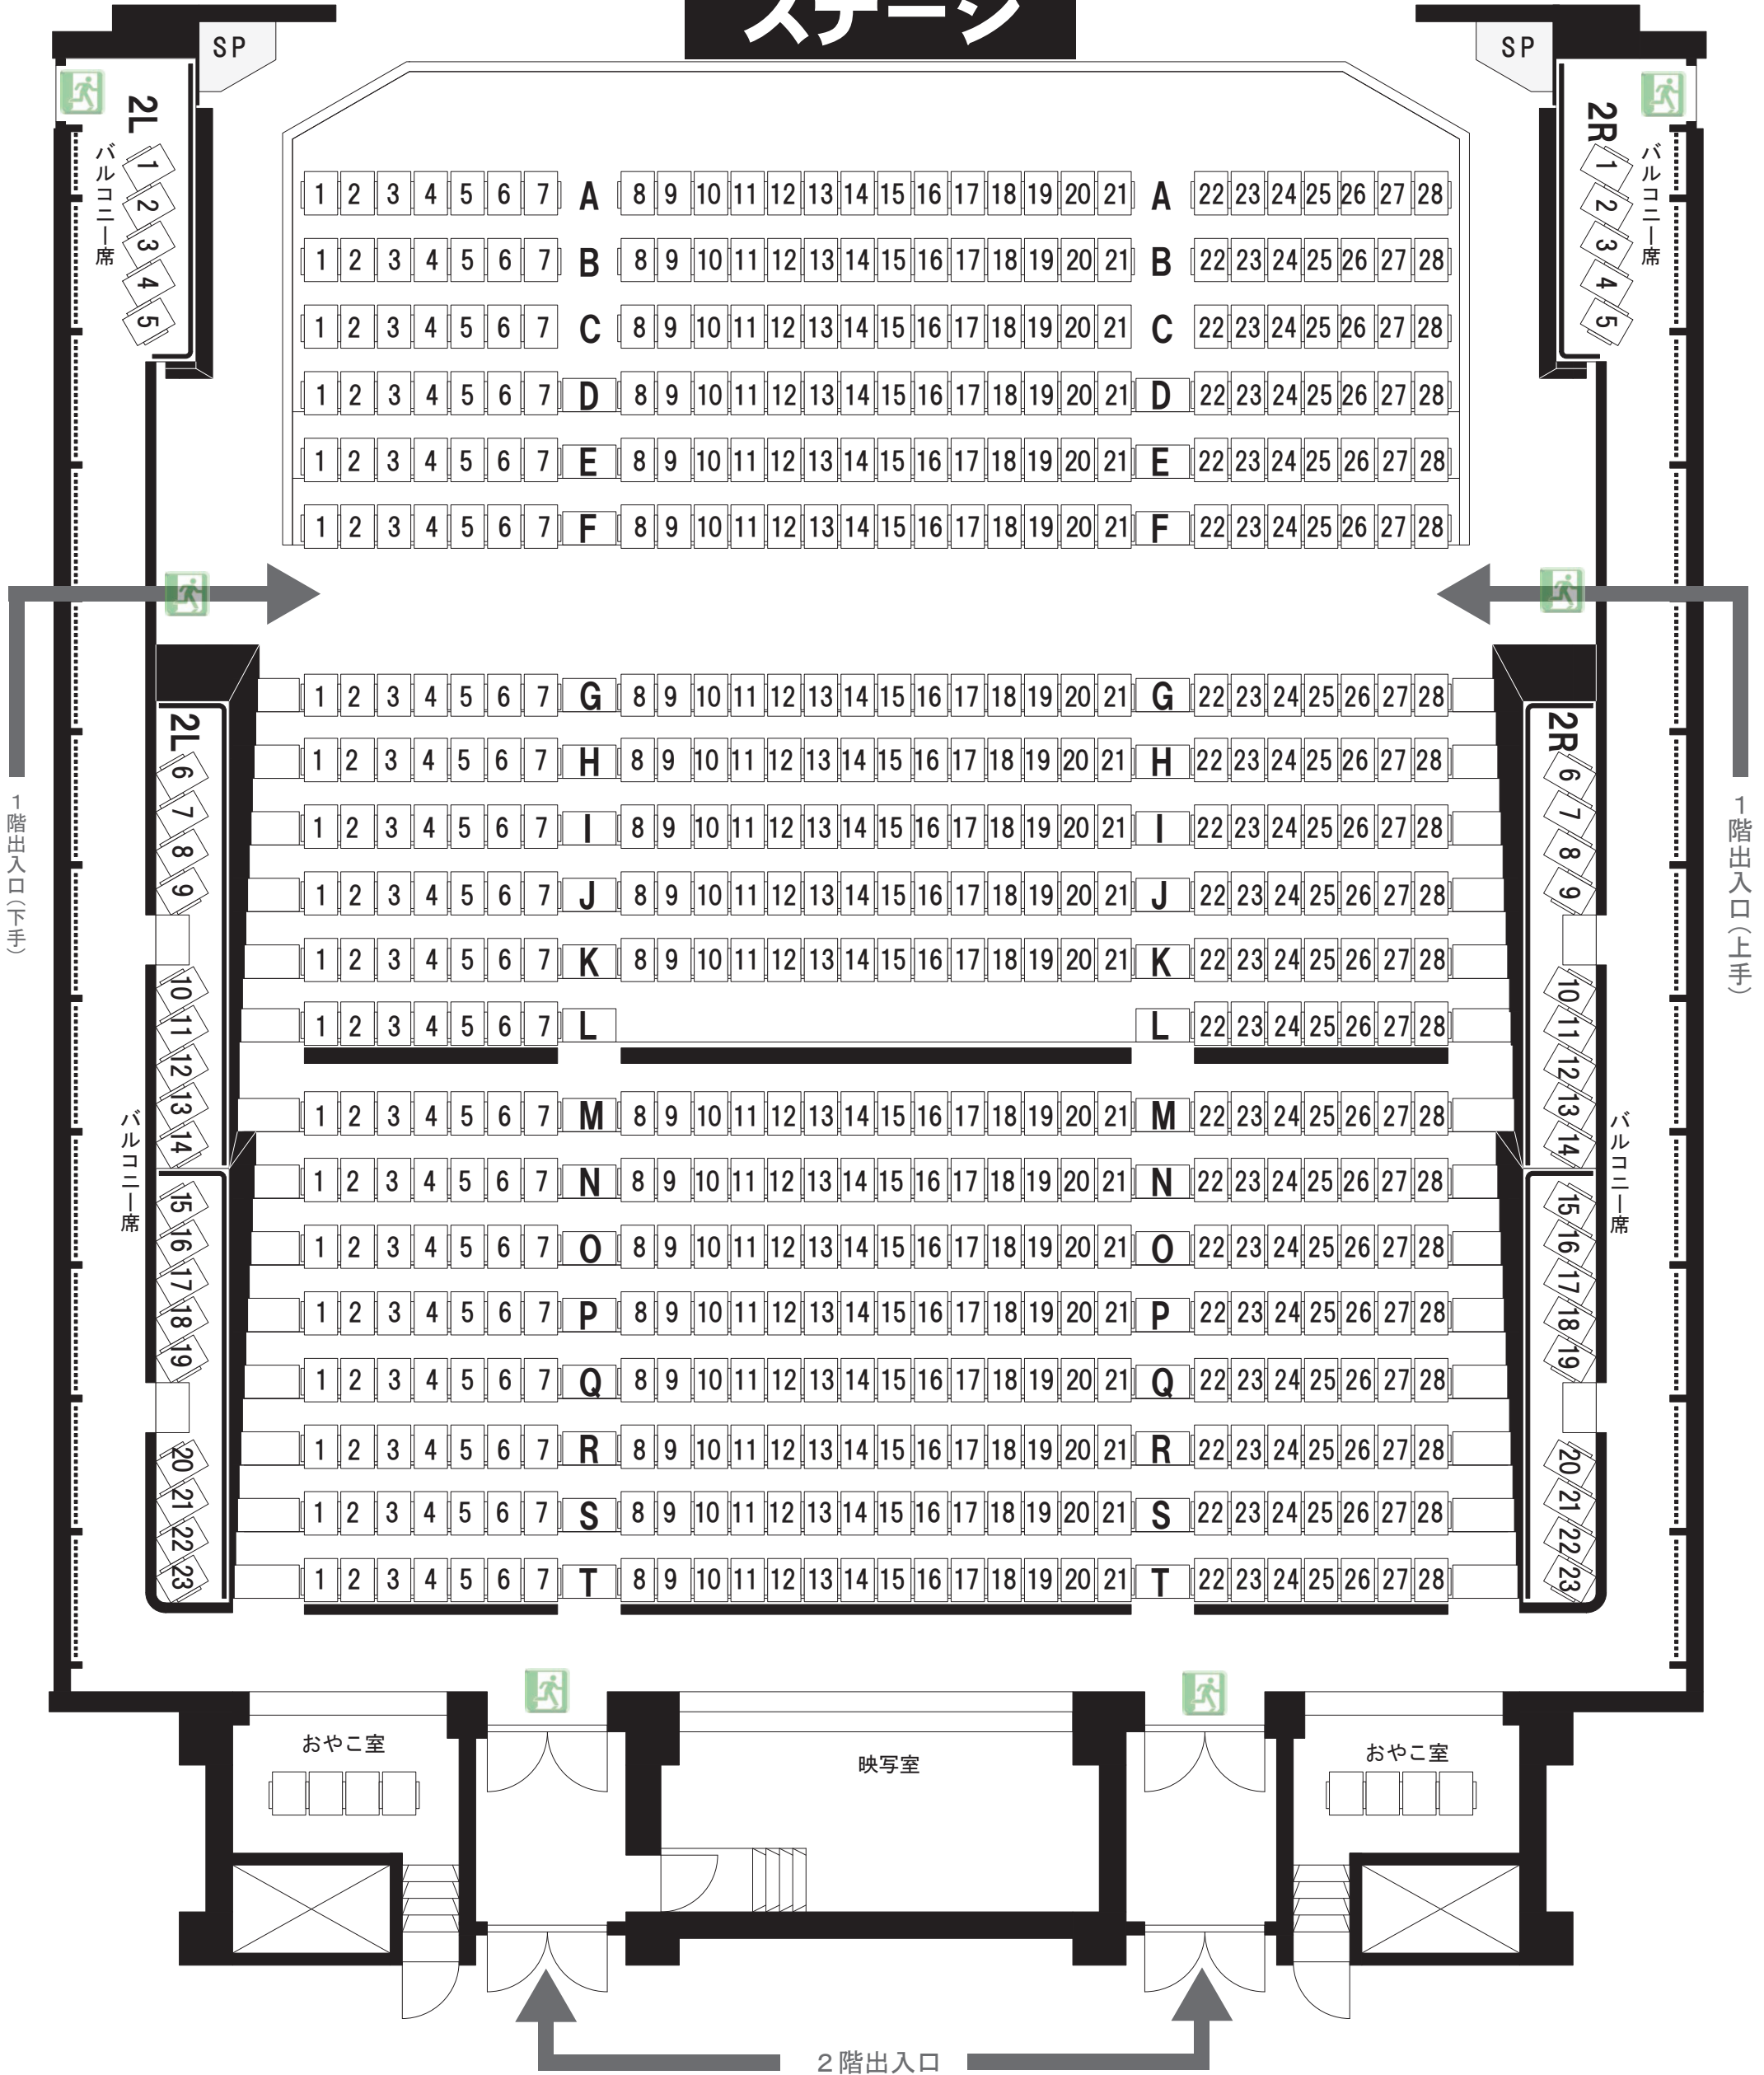 ステージ
SP
SP
2L
バルコニー席
1
2
3
4
5
2R
バルコニー席
1
2
3
4
5
1 2 3 4 5 6 7 A 8 9 10 11 12 13 14 15 16 17 18 19 20 21 A 22 23 24 25 26 27 28
1 2 3 4 5 6 7 B 8 9 10 11 12 13 14 15 16 17 18 19 20 21 B 22 23 24 25 26 27 28
1 2 3 4 5 6 7 C 8 9 10 11 12 13 14 15 16 17 18 19 20 21 C 22 23 24 25 26 27 28
1 2 3 4 5 6 7 D 8 9 10 11 12 13 14 15 16 17 18 19 20 21 D 22 23 24 25 26 27 28
1 2 3 4 5 6 7 E 8 9 10 11 12 13 14 15 16 17 18 19 20 21 E 22 23 24 25 26 27 28
1 2 3 4 5 6 7 F 8 9 10 11 12 13 14 15 16 17 18 19 20 21 F 22 23 24 25 26 27 28
1階出入口(下手)
1階出入口(上手)
1 2 3 4 5 6 7 G 8 9 10 11 12 13 14 15 16 17 18 19 20 21 G 22 23 24 25 26 27 28
1 2 3 4 5 6 7 H 8 9 10 11 12 13 14 15 16 17 18 19 20 21 H 22 23 24 25 26 27 28
1 2 3 4 5 6 7 I 8 9 10 11 12 13 14 15 16 17 18 19 20 21 I 22 23 24 25 26 27 28
1 2 3 4 5 6 7 J 8 9 10 11 12 13 14 15 16 17 18 19 20 21 J 22 23 24 25 26 27 28
1 2 3 4 5 6 7 K 8 9 10 11 12 13 14 15 16 17 18 19 20 21 K 22 23 24 25 26 27 28
1 2 3 4 5 6 7 L L 22 23 24 25 26 27 28
1 2 3 4 5 6 7 M 8 9 10 11 12 13 14 15 16 17 18 19 20 21 M 22 23 24 25 26 27 28
1 2 3 4 5 6 7 N 8 9 10 11 12 13 14 15 16 17 18 19 20 21 N 22 23 24 25 26 27 28
1 2 3 4 5 6 7 O 8 9 10 11 12 13 14 15 16 17 18 19 20 21 O 22 23 24 25 26 27 28
1 2 3 4 5 6 7 P 8 9 10 11 12 13 14 15 16 17 18 19 20 21 P 22 23 24 25 26 27 28
1 2 3 4 5 6 7 Q 8 9 10 11 12 13 14 15 16 17 18 19 20 21 Q 22 23 24 25 26 27 28
1 2 3 4 5 6 7 R 8 9 10 11 12 13 14 15 16 17 18 19 20 21 R 22 23 24 25 26 27 28
1 2 3 4 5 6 7 S 8 9 10 11 12 13 14 15 16 17 18 19 20 21 S 22 23 24 25 26 27 28
1 2 3 4 5 6 7 T 8 9 10 11 12 13 14 15 16 17 18 19 20 21 T 22 23 24 25 26 27 28
2L
6
7
8
9
10
11
12
13
14
バルコニー席
15
16
17
18
19
20
21
22
23
2R
6
7
8
9
10
11
12
13
14
バルコニー席
15
16
17
18
19
20
21
22
23
おやこ室
映写室
おやこ室
2階出入口